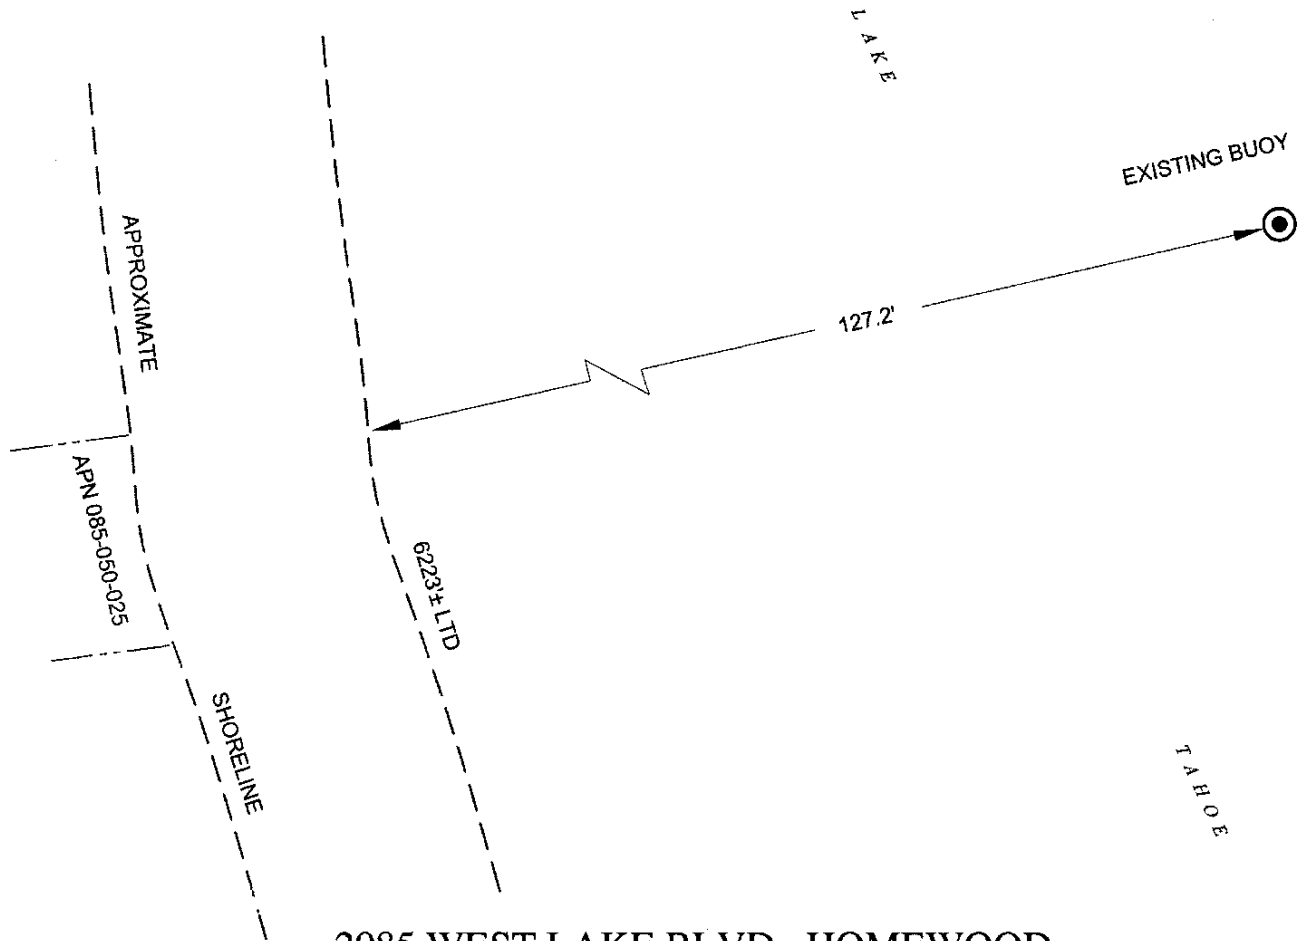 LAKE
EXISTING BUOY
APPROXIMATE
127.2'
APN 085-050-025
6223'± LTD
SHORELINE
TAHOE